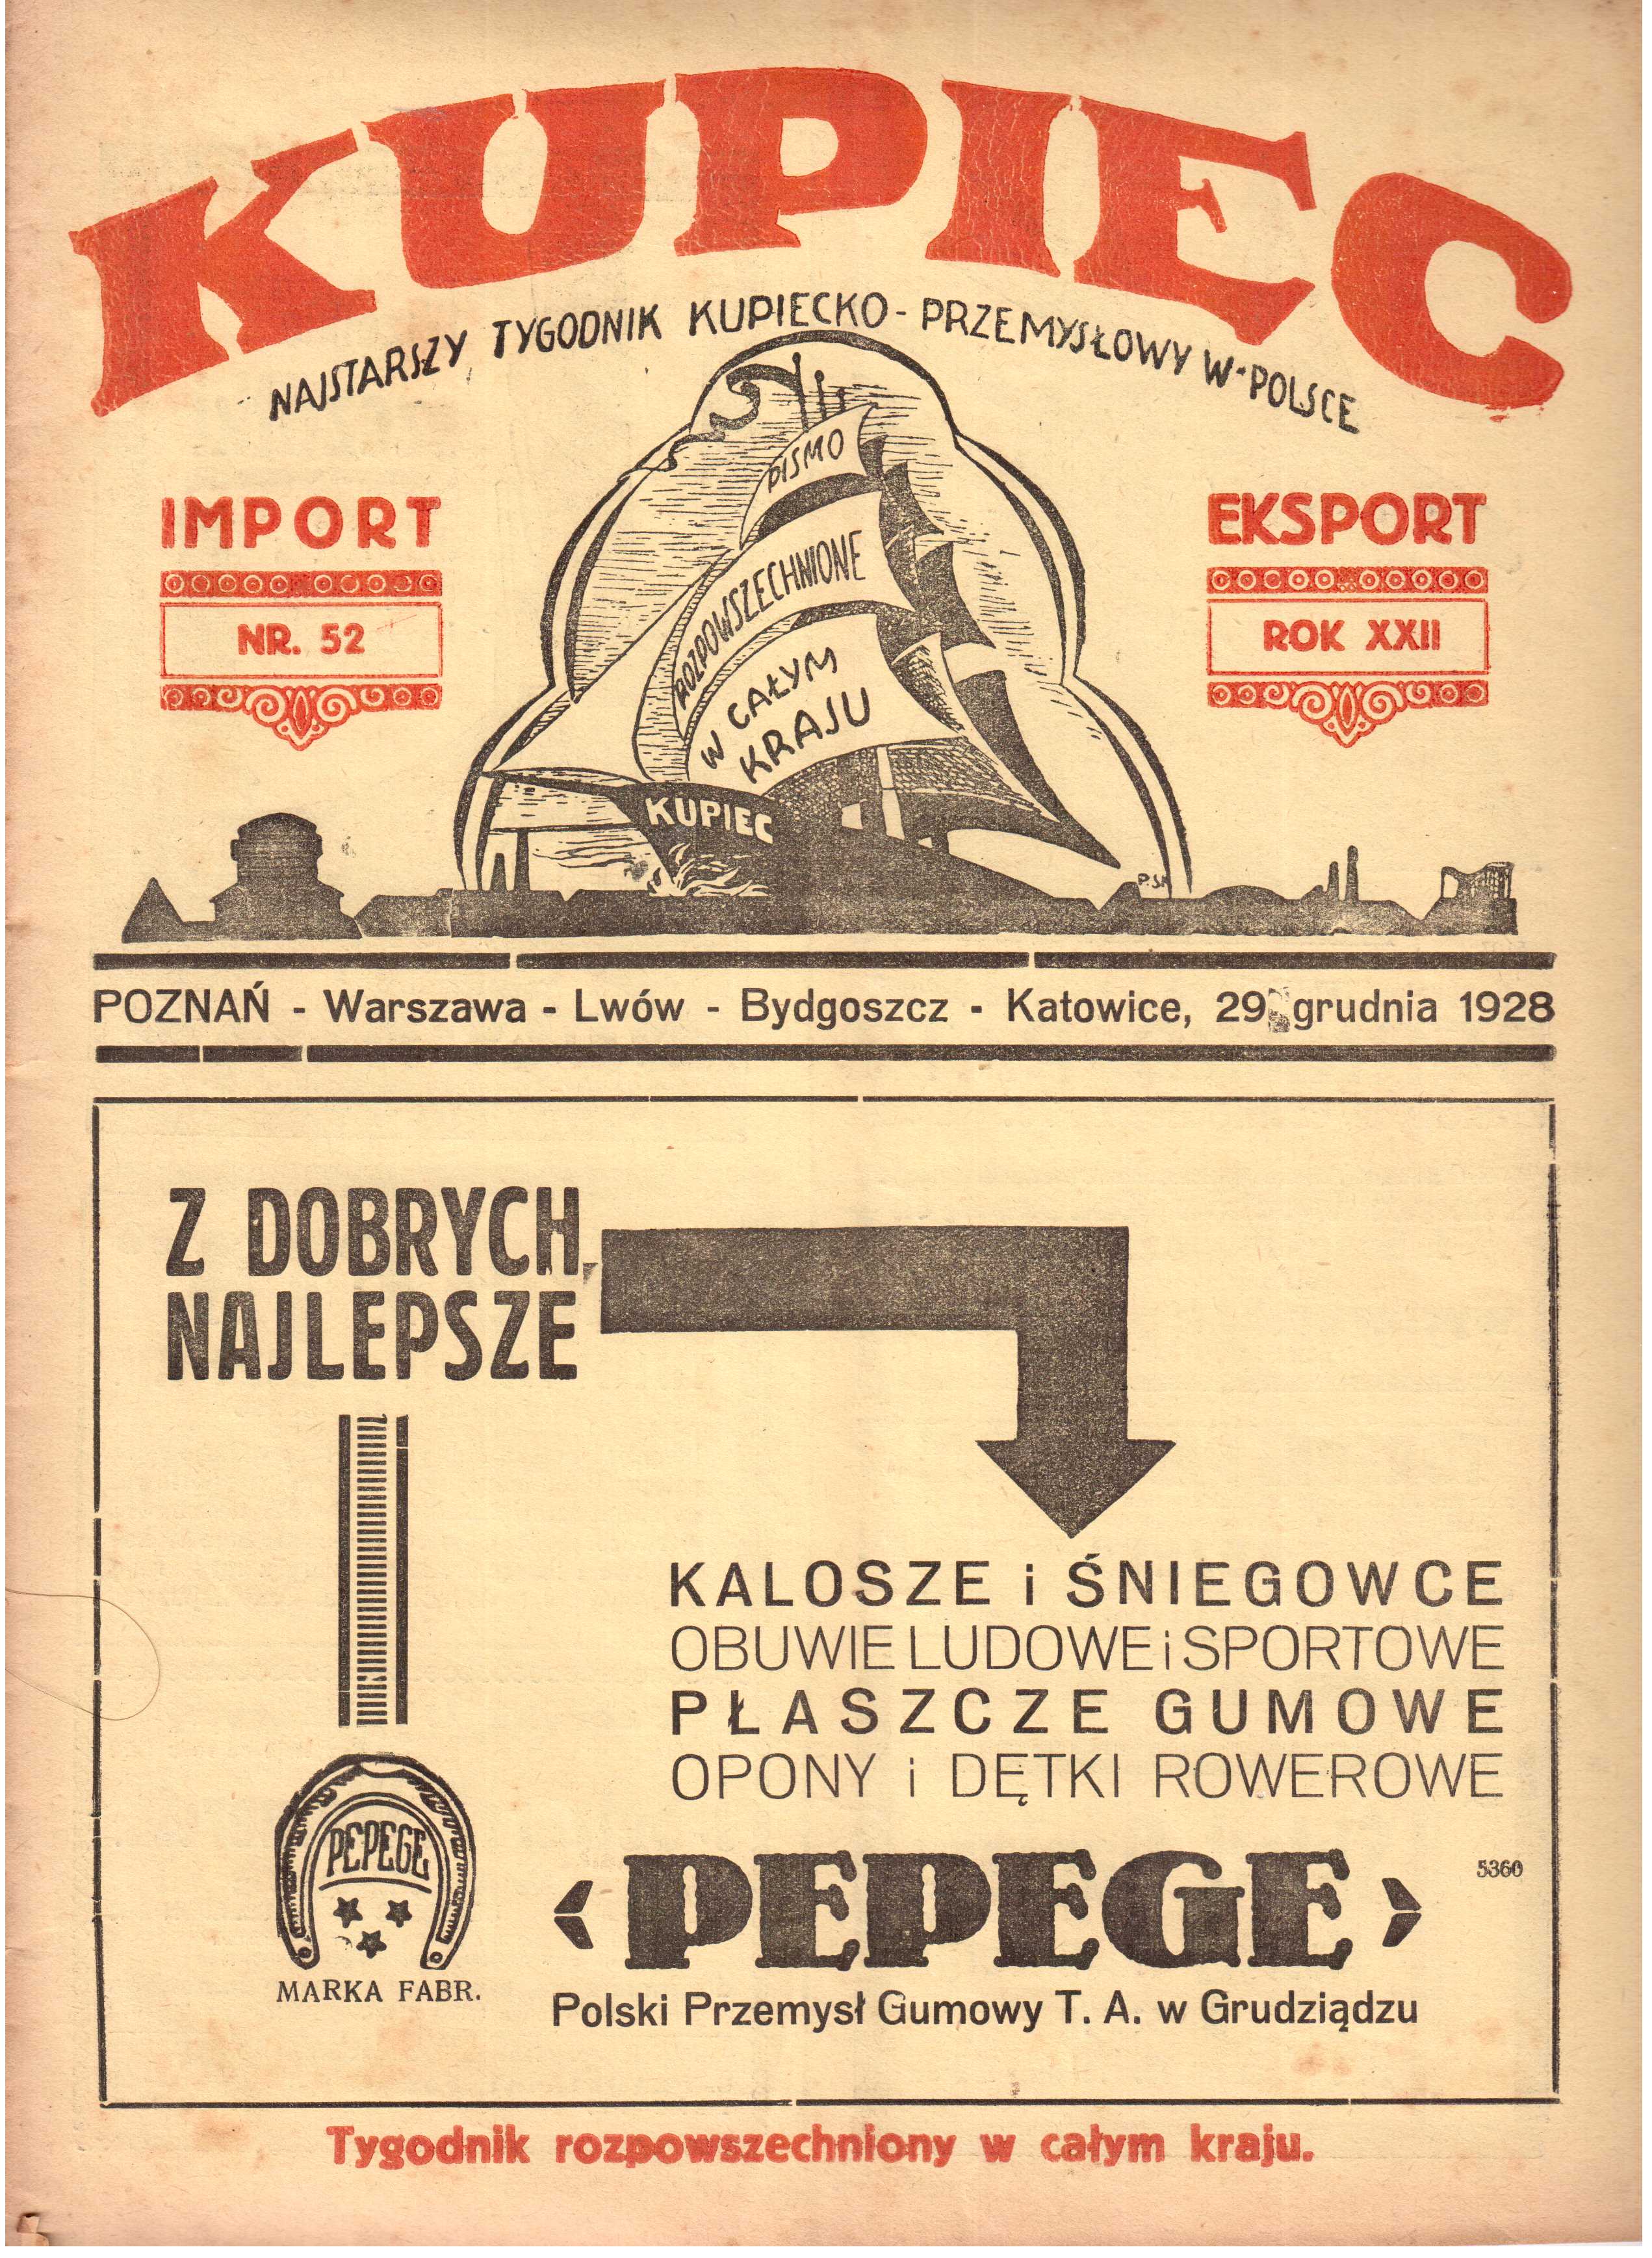 KUPIEC
NAJSTARSZY TYGODNIK KUPIECKO-PRZEMYSŁOWY W POLSCE
IMPORT
NR. 52
EKSPORT
ROK XXII
PISMO
ROZPOWSZECHNIONE
W CAŁYM
KRAJU
KUPIEC
P.SM
POZNAŃ - Warszawa - Lwów - Bydgoszcz - Katowice, 29 grudnia 1928
Z DOBRYCH,
NAJLEPSZE
KALOSZE i ŚNIEGOWCE
OBUWIE LUDOWE i SPORTOWE
PŁASZCZE GUMOWE
OPONY i DĘTKI ROWEROWE
PEPEGE
MARKA FABR.
<PEPEGE>
5360
Polski Przemysł Gumowy T. A. w Grudziądzu
Tygodnik rozpowszechniony w całym kraju.